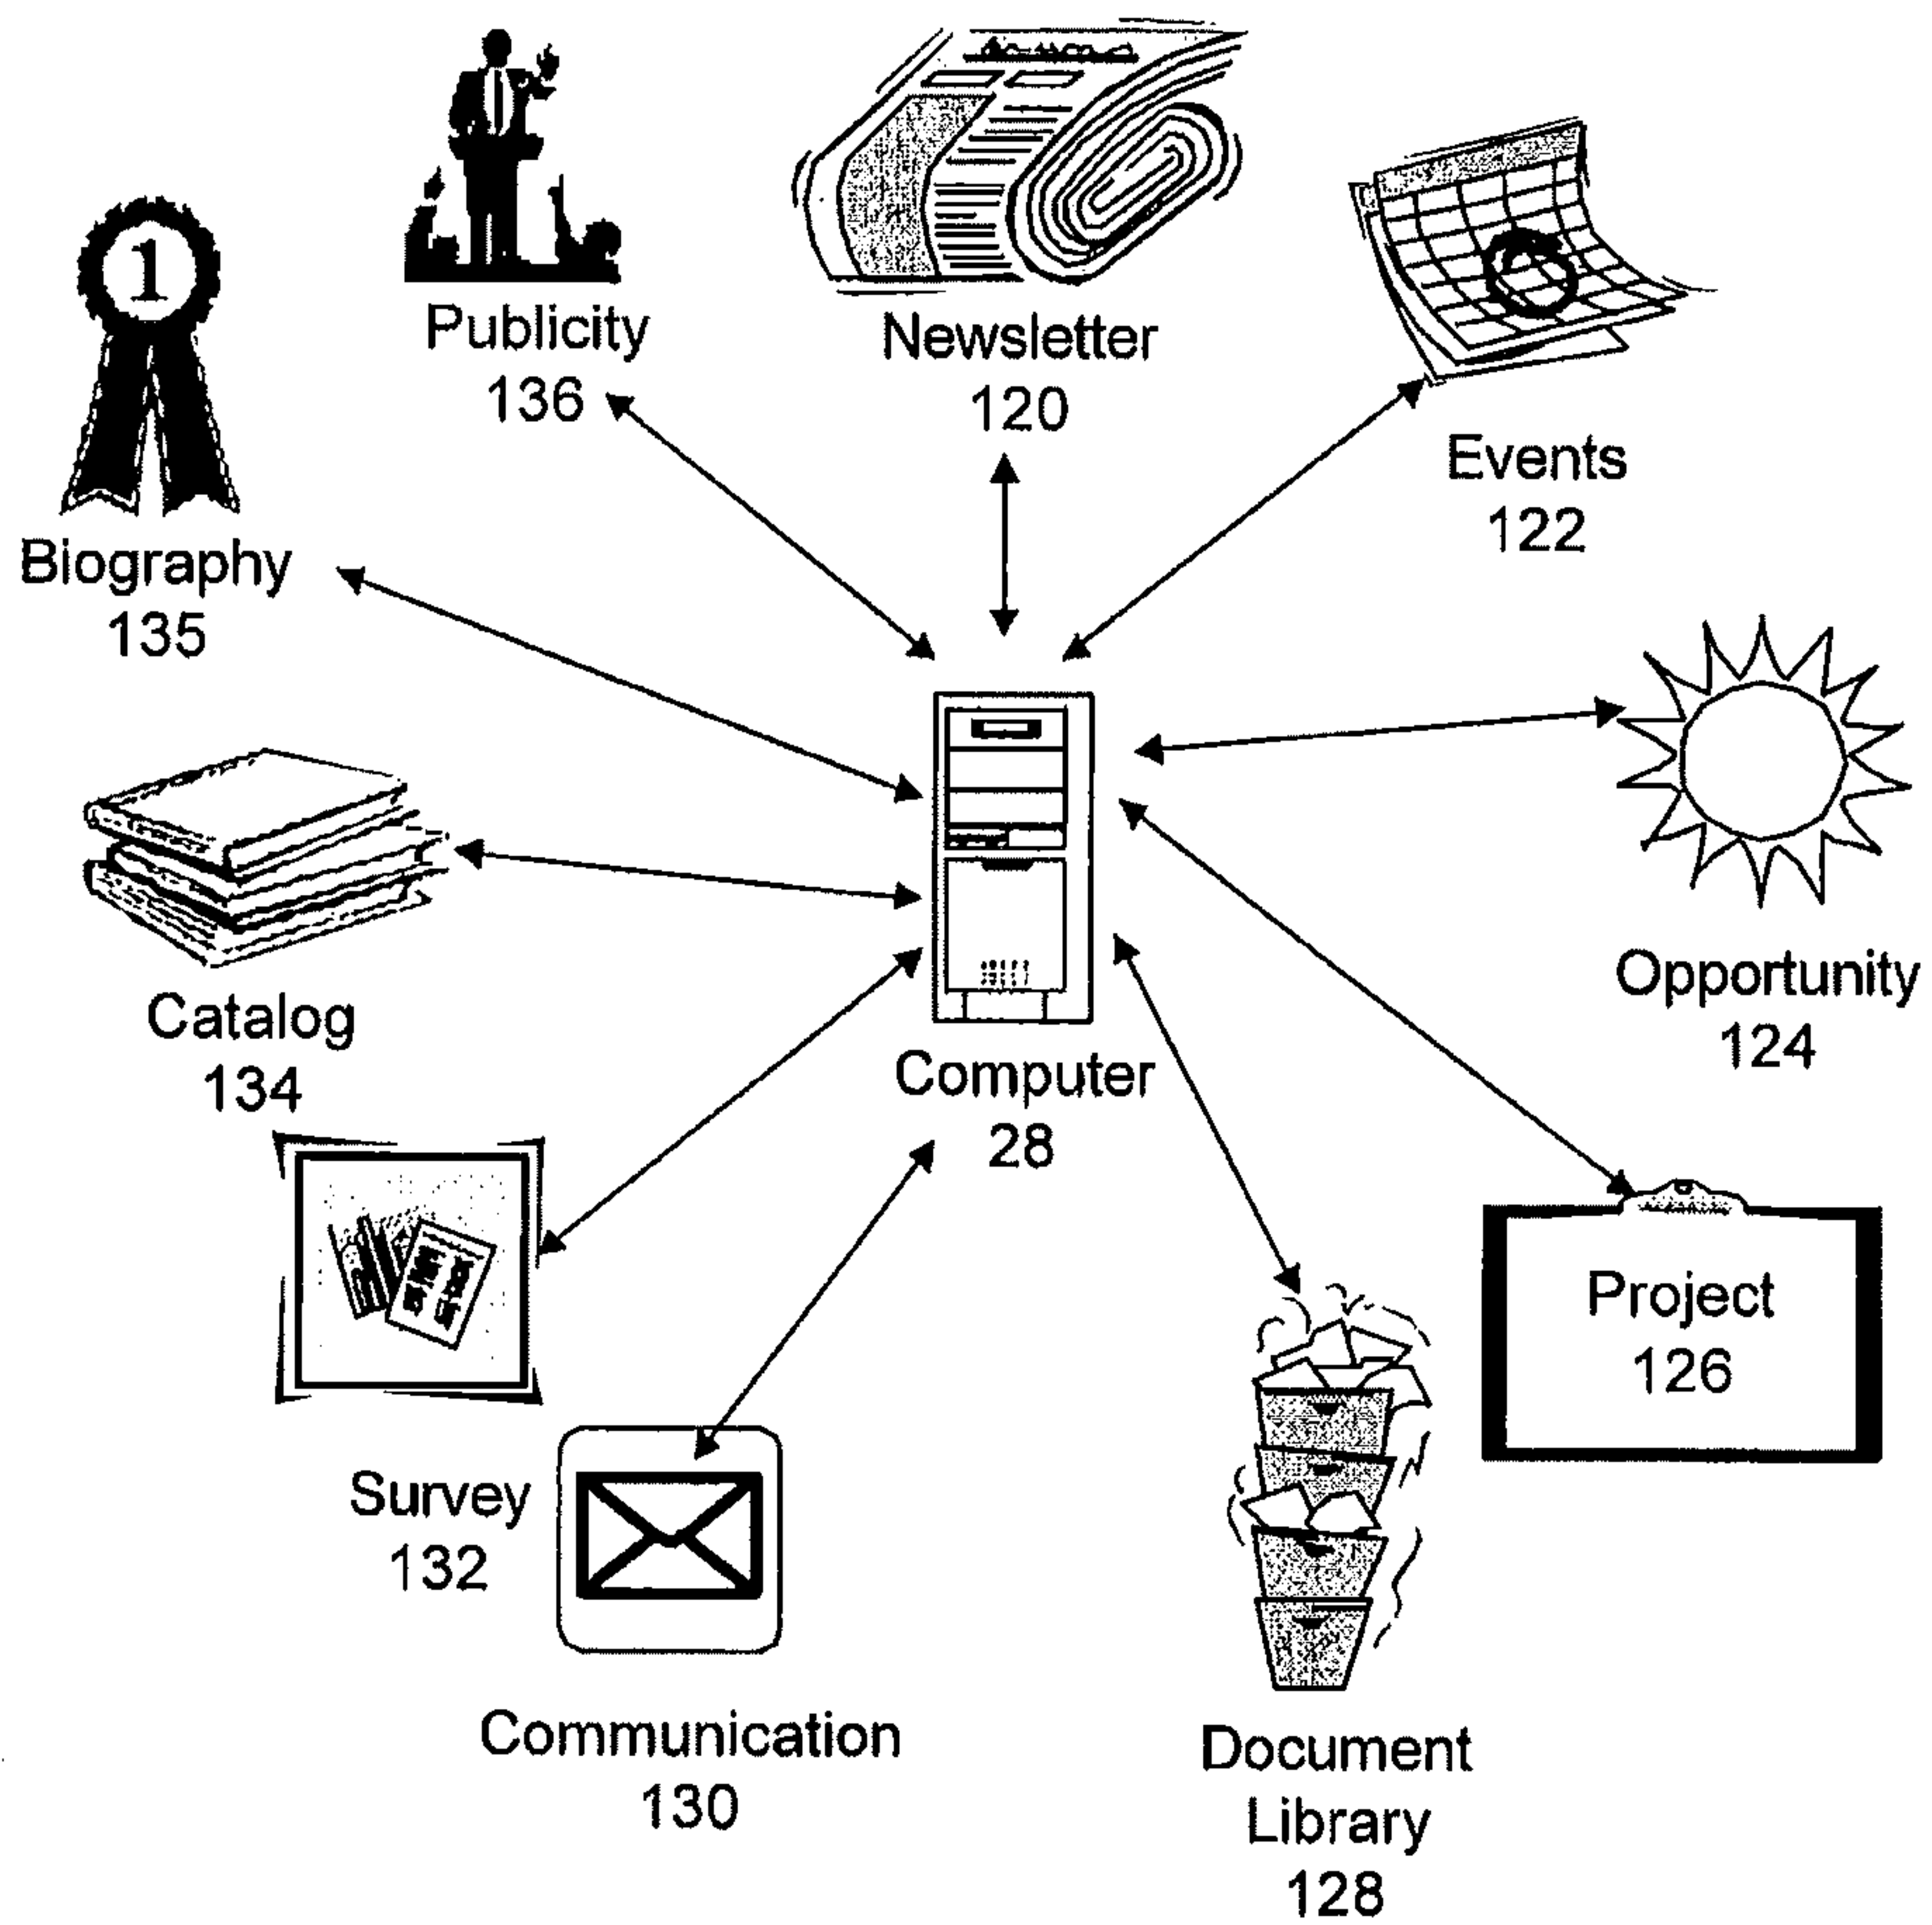 1
Publicity
136
Newsletter
120
Events
122
Biography
135
Opportunity
124
Catalog
134
Computer
28
Project
126
Survey
132
Communication
130
Document
Library
128